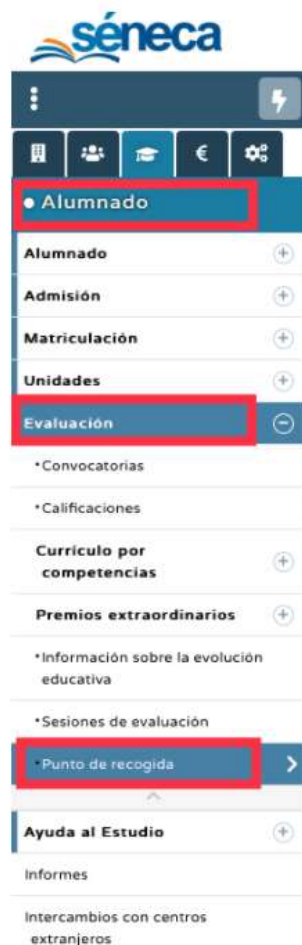 séneca
€
Alumnado
Alumnado
Admisión
Matriculación
Unidades
Evaluación
Convocatorias
Calificaciones
Currículo por
competencias
Premios extraordinarios
Información sobre la evolución
educativa
Sesiones de evaluación
Punto de recogida
Ayuda al Estudio
Informes
Intercambios con centros
extranjeros